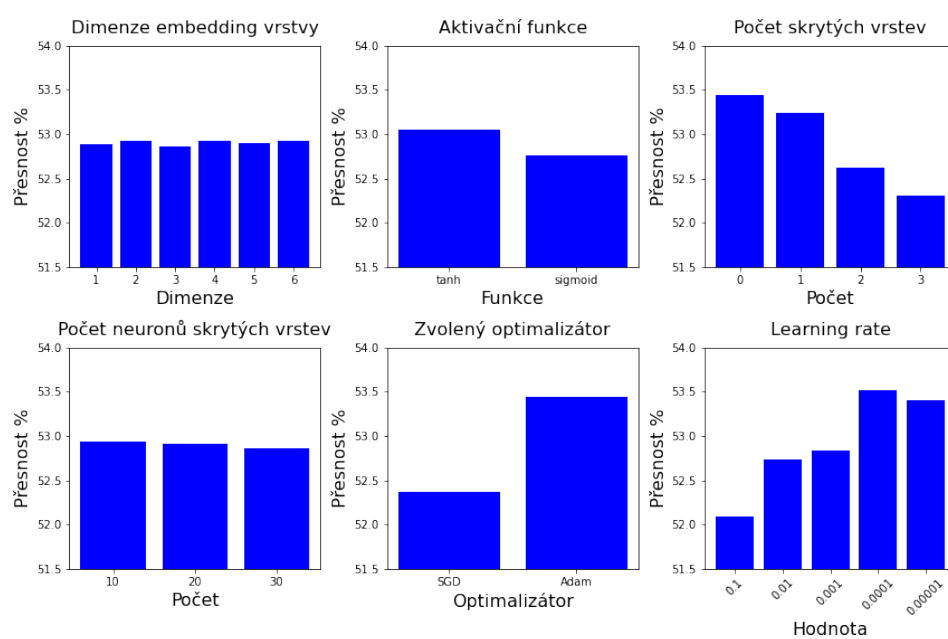 Dimenze embedding vrstvy
Přesnost %
54.0
53.5
53.0
52.5
52.0
51.5
1 2 3 4 5 6
Dimenze
Aktivační funkce
Přesnost %
54.0
53.5
53.0
52.5
52.0
51.5
tanh sigmoid
Funkce
Počet skrytých vrstev
Přesnost %
54.0
53.5
53.0
52.5
52.0
51.5
0 1 2 3
Počet
Počet neuronů skrytých vrstev
Přesnost %
54.0
53.5
53.0
52.5
52.0
51.5
10 20 30
Počet
Zvolený optimalizátor
Přesnost %
54.0
53.5
53.0
52.5
52.0
51.5
SGD Adam
Optimalizátor
Learning rate
Přesnost %
54.0
53.5
53.0
52.5
52.0
51.5
0.1 0.01 0.001 0.0001 0.00001
Hodnota